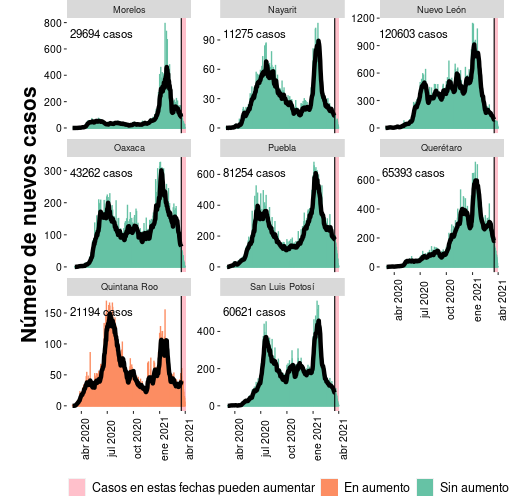 Número de nuevos casos
Morelos
29694 casos
800
600
400
200
0
Nayarit
11275 casos
90
60
30
0
Nuevo León
120603 casos
1200
900
600
300
0
Oaxaca
43262 casos
300
200
100
0
Puebla
81254 casos
600
400
200
0
Querétaro
65393 casos
600
400
200
0
abr 2020
jul 2020
oct 2020
ene 2021
abr 2021
Quintana Roo
21194 casos
150
100
50
0
abr 2020
jul 2020
oct 2020
ene 2021
abr 2021
San Luis Potosí
60621 casos
400
200
0
abr 2020
jul 2020
oct 2020
ene 2021
abr 2021
Casos en estas fechas pueden aumentar
En aumento
Sin aumento